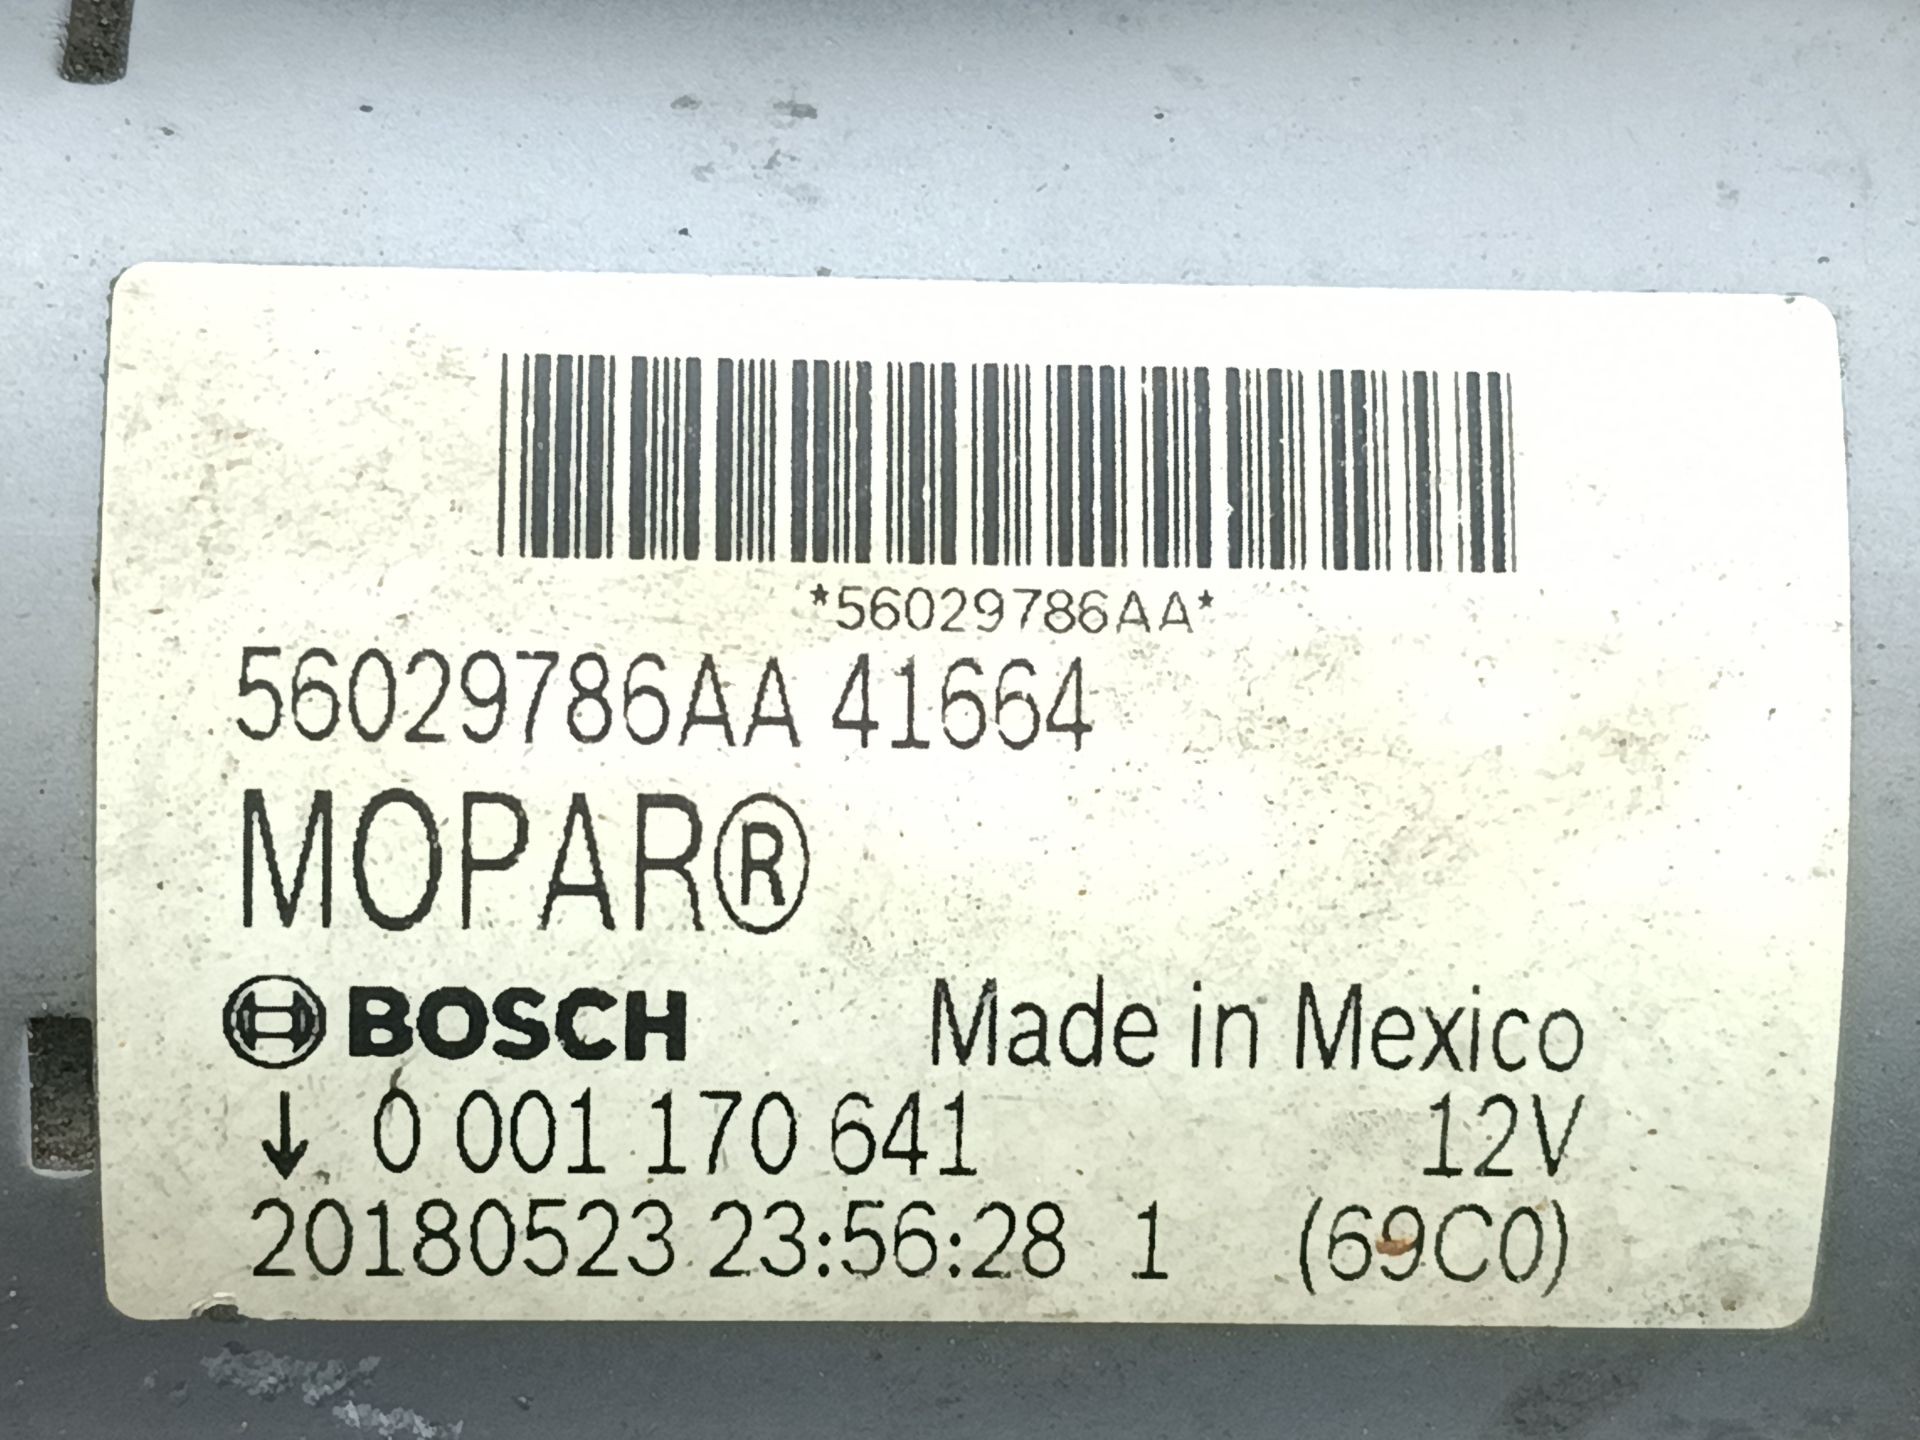 *56029786AA*
56029786AA 41664
MOPAR®
BOSCH Made in Mexico
↓ 0 001 170 641 12V
20180523 23:56:28 1 (69C0)